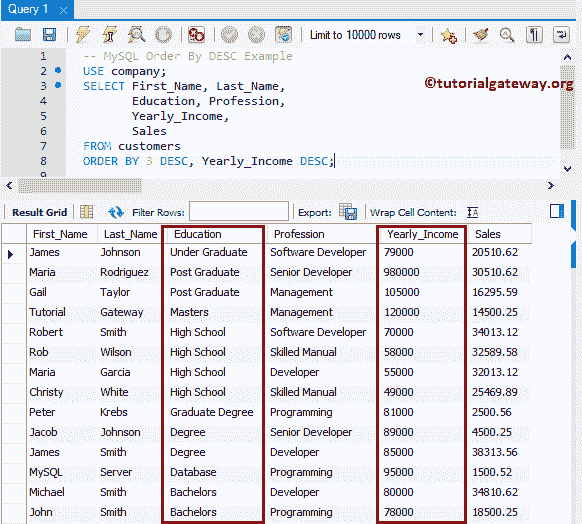 Query 1
Limit to 10000 rows
1 -- MySQL Order By DESC Example
2 USE company;
©tutorialgateway.org
3 SELECT First_Name, Last_Name,
4 Education, Profession,
5 Yearly_Income,
6 Sales
7 FROM customers
8 ORDER BY 3 DESC, Yearly_Income DESC;
Result Grid Filter Rows: Export: Wrap Cell Content:
First_Name Last_Name Education Profession Yearly_Income Sales
James Johnson Under Graduate Software Developer 79000 20510.62
Maria Rodriguez Post Graduate Senior Developer 980000 30510.62
Gail Taylor Post Graduate Management 105000 16295.59
Tutorial Gateway Masters Management 120000 14500.25
Robert Smith High School Software Developer 70000 34013.12
Rob Wilson High School Skilled Manual 58000 32589.58
Maria Garcia High School Developer 55000 32013.12
Christy White High School Skilled Manual 49000 25469.89
Peter Krebs Graduate Degree Programming 81000 2500.56
Jacob Johnson Degree Senior Developer 89000 4500.25
James Smith Degree Developer 85000 38313.56
MySQL Server Database Programming 95000 1500.52
Michael Smith Bachelors Developer 80000 34810.62
John Smith Bachelors Programming 78000 18500.25